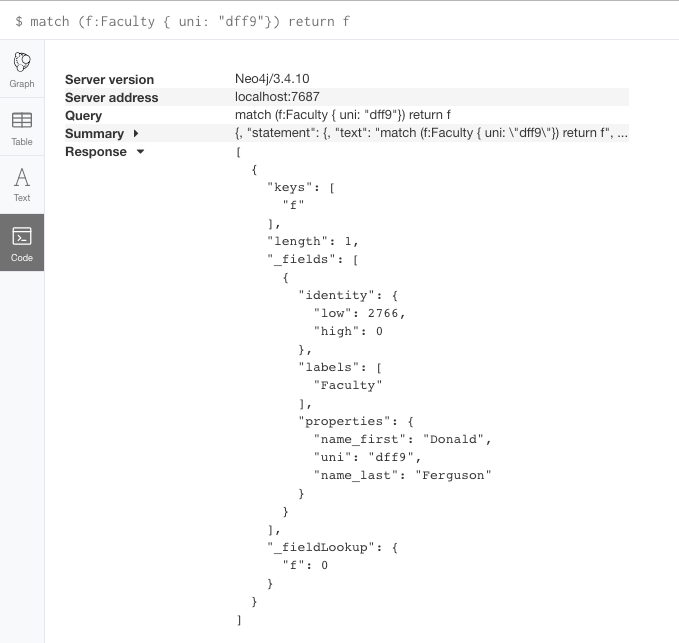 $ match (f:Faculty { uni: "dff9"}) return f
Graph
Table
Text
Code
Server version Neo4j/3.4.10
Server address localhost:7687
Query match (f:Faculty { uni: "dff9"}) return f
Summary {, "statement": {, "text": "match (f:Faculty { uni: \"dff9\"}) return f", ...
Response [
{
"keys": [
"f"
],
"length": 1,
"_fields": [
{
"identity": {
"low": 2766,
"high": 0
},
"labels": [
"Faculty"
],
"properties": {
"name_first": "Donald",
"uni": "dff9",
"name_last": "Ferguson"
}
}
],
"_fieldLookup": {
"f": 0
}
}
]